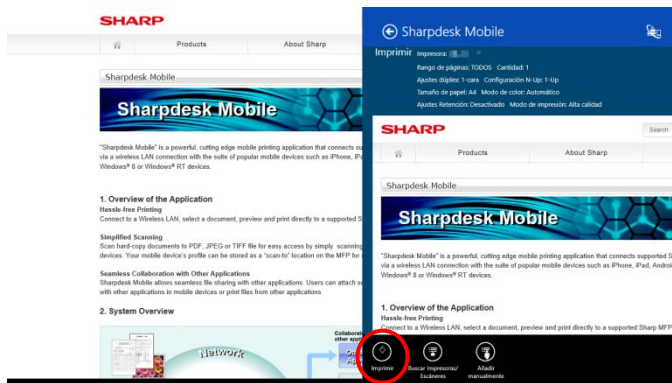 SHARP
Products About Sharp
Sharpdesk Mobile
Sharpdesk Mobile
"Sharpdesk Mobile" is a powerful, cutting edge mobile printing application that connects
via a wireless LAN connection with the suite of popular mobile devices such as iPhone,
Windows® 8 or Windows® RT devices.
1. Overview of the Application
Hassle-free Printing
Connect to a Wireless LAN, select a document, preview and print directly to a supported
Simplified Scanning
Scan hard-copy documents to PDF, JPEG or TIFF file for easy access by simply scanning
devices. Your mobile device's profile can be stored as a "scan-to" location on the MFP for
Seamless Collaboration with Other Applications
Sharpdesk Mobile allows seamless file sharing with other applications. Users can attach
with other applications in mobile devices or print files from other applications
2. System Overview
Network
other
Sharpdesk Mobile
Imprimir Impresora:
Rango de páginas: TODOS Cantidad: 1
Ajustes dúplex: 1-cara Configuración N-Up: 1-Up
Tamaño de papel: A4 Modo de color: Automático
Ajustes Retención: Desactivado Modo de impresión: Alta calidad
SHARP
Search
Products About Sharp
Sharpdesk Mobile
Sharpdesk Mobile
"Sharpdesk Mobile" is a powerful, cutting edge mobile printing application that connects supported
via a wireless LAN connection with the suite of popular mobile devices such as iPhone, iPad,
Windows® 8 or Windows® RT devices.
1. Overview of the Application
Hassle-free Printing
Connect to a Wireless LAN, select a document, preview and print directly to a supported Sharp MFP
Imprimir Buscar Impresoras/ Añadir
Escáneres manualmente